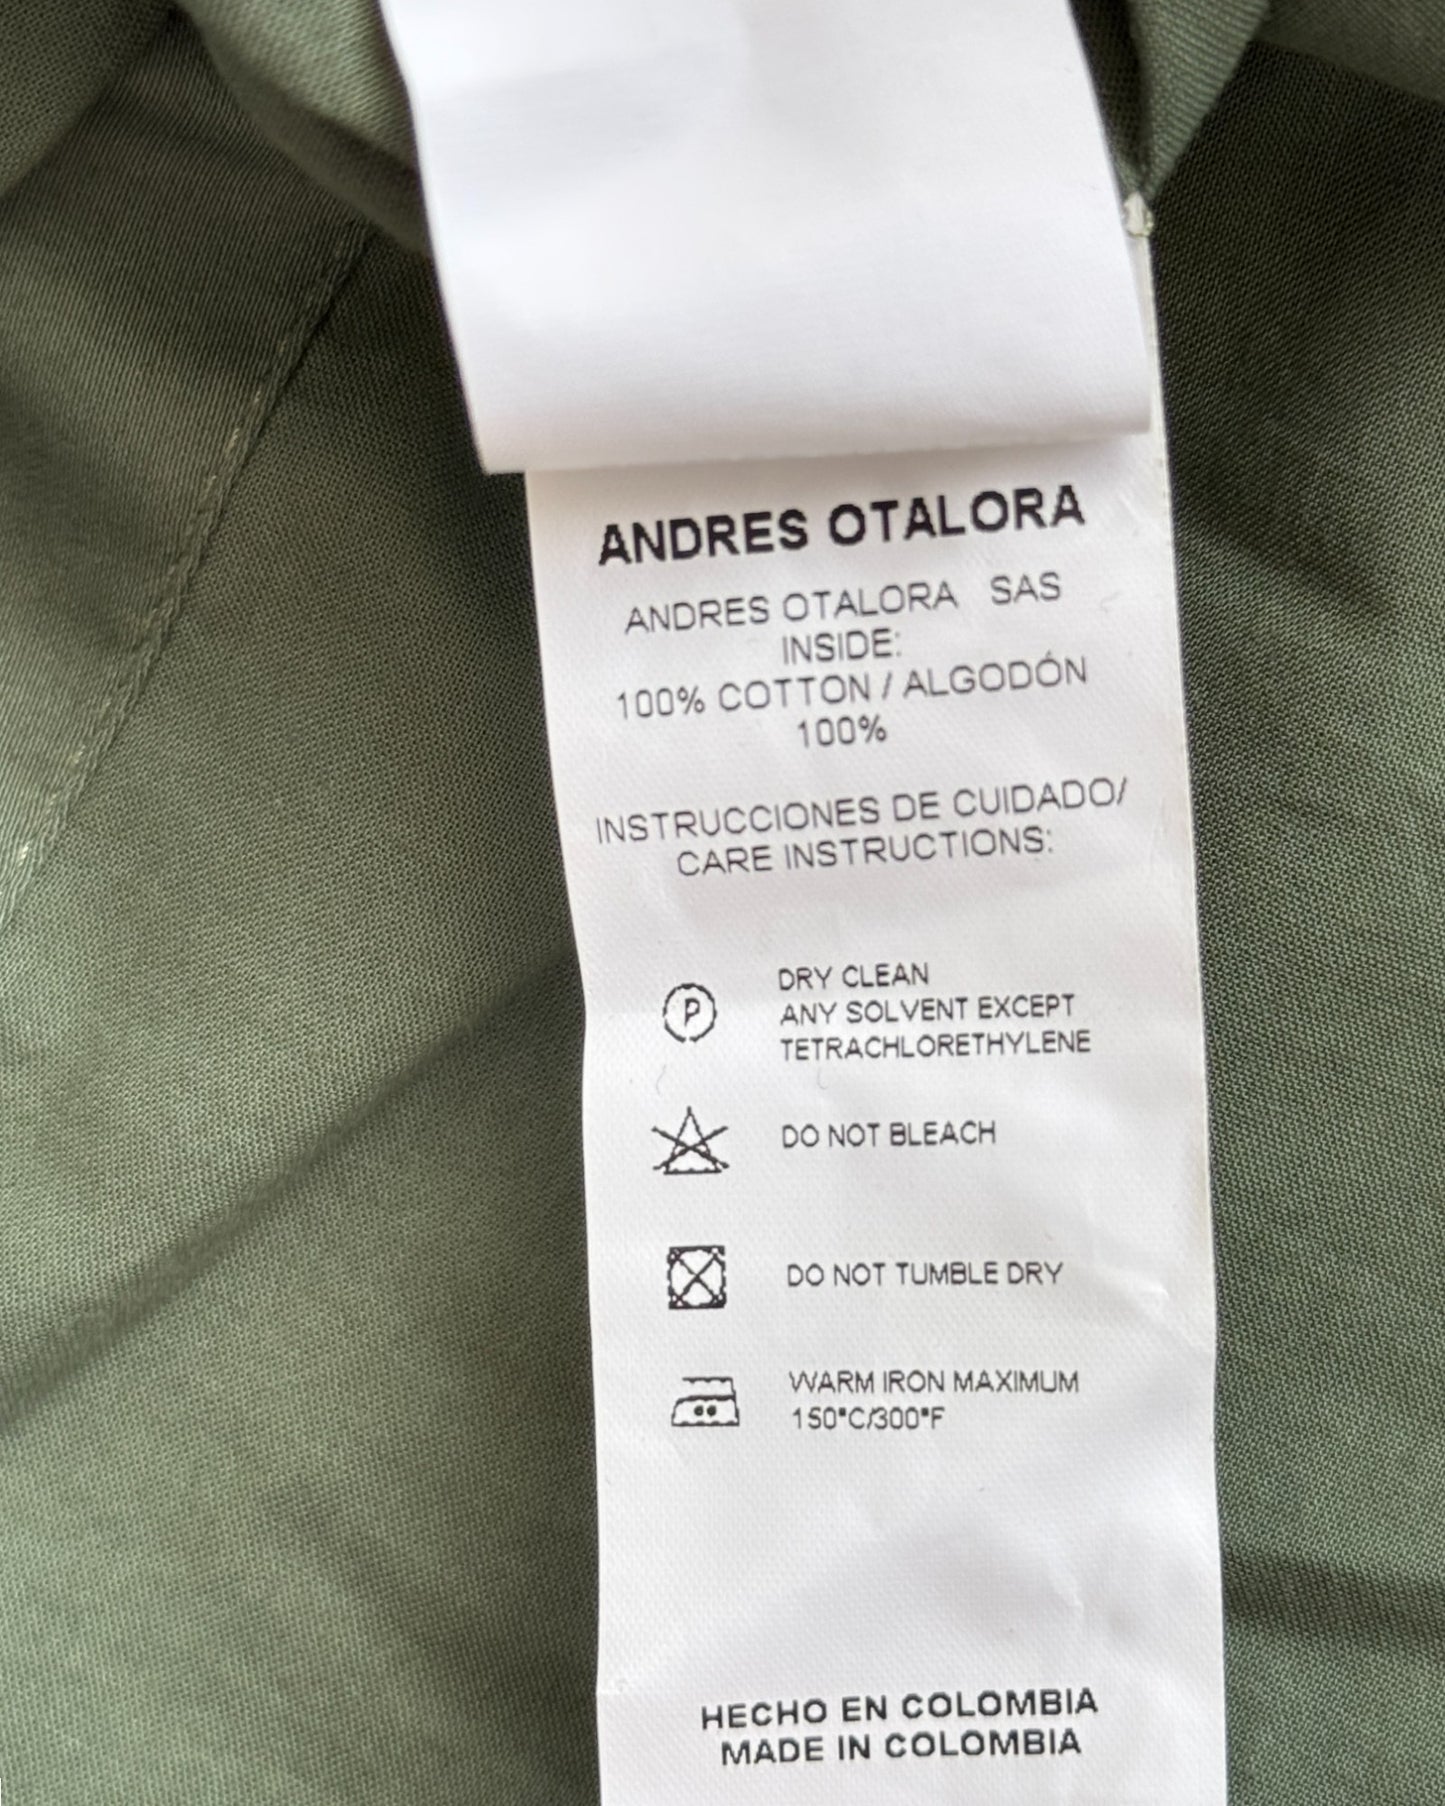 ANDRES OTALORA
ANDRES OTALORA SAS
INSIDE:
100% COTTON / ALGODÓN
100%
INSTRUCCIONES DE CUIDADO/
CARE INSTRUCTIONS:
P
DRY CLEAN
ANY SOLVENT EXCEPT
TETRACHLORETHYLENE
DO NOT BLEACH
DO NOT TUMBLE DRY
WARM IRON MAXIMUM
150°C/300°F
HECHO EN COLOMBIA
MADE IN COLOMBIA